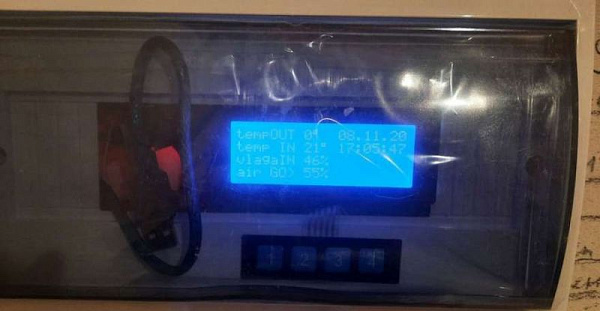 tempOUT 0° 08.11.20
temp IN 21° 17:05:47
vlagaIN 46%
air GO> 55%
1 2 3 4